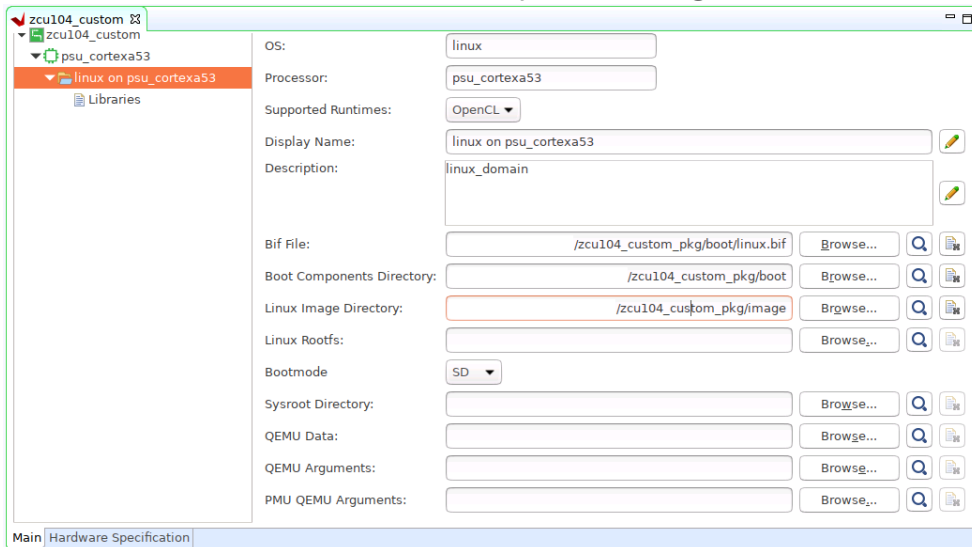 zcu104_custom
zcu104_custom
psu_cortexa53
linux on psu_cortexa53
Libraries
OS: linux
Processor: psu_cortexa53
Supported Runtimes: OpenCL
Display Name: linux on psu_cortexa53
Description: linux_domain
Bif File: /zcu104_custom_pkg/boot/linux.bif Browse...
Boot Components Directory: /zcu104_custom_pkg/boot Browse...
Linux Image Directory: /zcu104_custom_pkg/image Browse...
Linux Rootfs: Browse...
Bootmode SD
Sysroot Directory: Browse...
QEMU Data: Browse...
QEMU Arguments: Browse...
PMU QEMU Arguments: Browse...
Main Hardware Specification